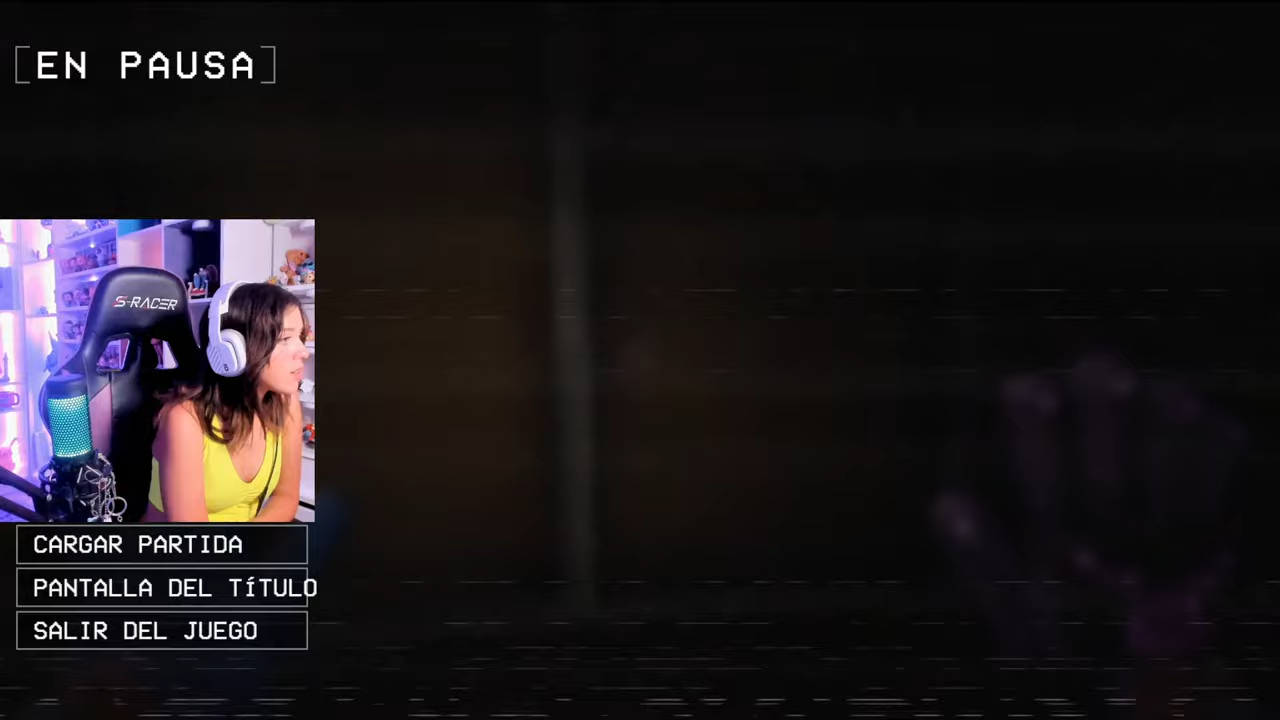 [EN PAUSA]
S-RACER
CARGAR PARTIDA
PANTALLA DEL TÍTULO
SALIR DEL JUEGO